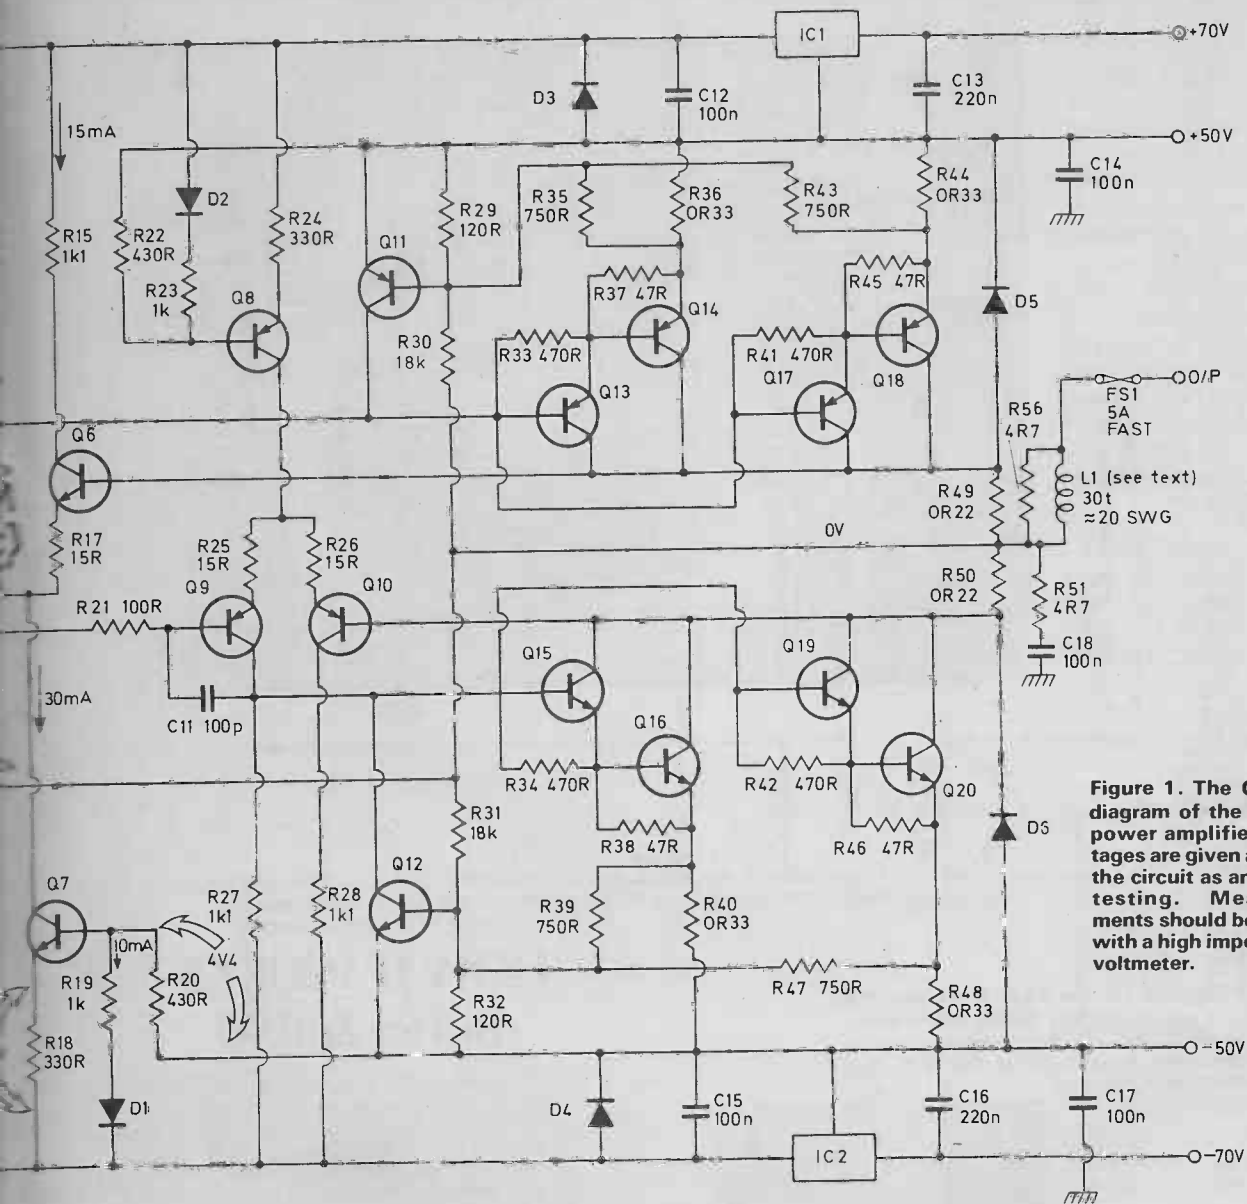 IC1
+70V
D3
C12
100n
C13
220n
15mA
+50V
D2
R15
1k1
R22
430R
R23
1k
R24
330R
Q8
Q11
R29
120R
R30
18k
R35
750R
R36
0R33
R43
750R
R44
0R33
C14
100n
R37 47R
Q14
R45 47R
D5
R33 470R
Q13
R41 470R
Q17
Q18
O/P
FS1
5A
FAST
R56
4R7
Q6
R17
15R
R49
0R22
L1 (see text)
30t
≈20 SWG
0V
R25
15R
R26
15R
R21 100R
Q9
Q10
R50
0R22
R51
4R7
C18
100n
Q15
Q19
30mA
C11 100p
Q16
R34 470R
R42 470R
Q20
R31
18k
R38 47R
R46 47R
D6
Figure 1. The
diagram of the
power amplifie
tages are given a
the circuit as ar
testing. Me
ments should be
with a high impe
voltmeter.
Q7
R27
1k1
R28
1k1
Q12
R39
750R
R40
0R33
10mA
4V4
R19
1k
R20
430R
R47 750R
R32
120R
R48
0R33
R18
330R
-50V
D1
D4
C15
100n
C16
220n
C17
100n
IC2
-70V